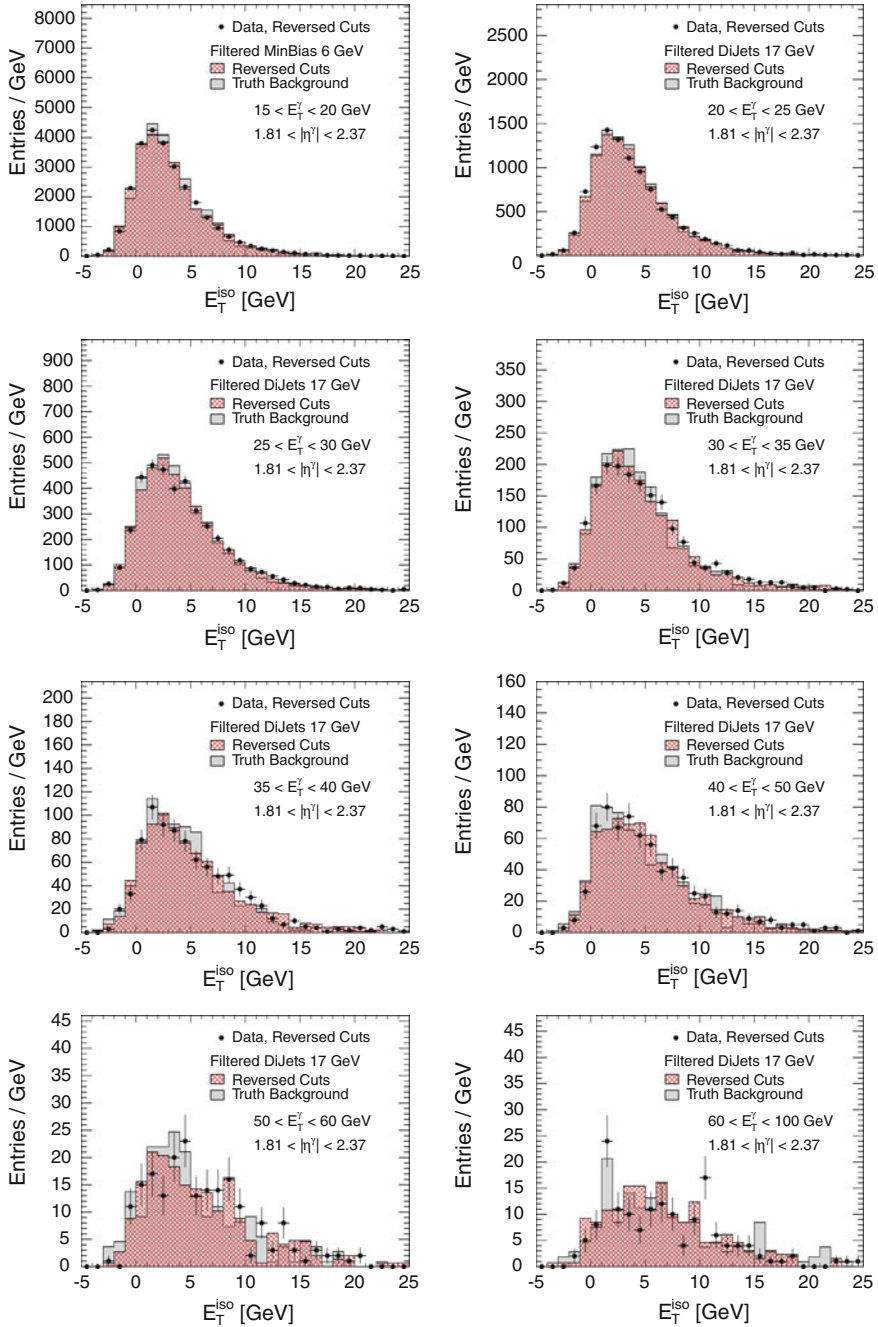 Entries / GeV
8000
7000
6000
5000
4000
3000
2000
1000
0
-5 0 5 10 15 20 25
E_T^iso [GeV]
Data, Reversed Cuts
Filtered MinBias 6 GeV
Reversed Cuts
Truth Background
15 < E_T^γ < 20 GeV
1.81 < |η^γ| < 2.37
Entries / GeV
2500
2000
1500
1000
500
0
-5 0 5 10 15 20 25
E_T^iso [GeV]
Data, Reversed Cuts
Filtered DiJets 17 GeV
Reversed Cuts
Truth Background
20 < E_T^γ < 25 GeV
1.81 < |η^γ| < 2.37
Entries / GeV
900
800
700
600
500
400
300
200
100
0
-5 0 5 10 15 20 25
E_T^iso [GeV]
Data, Reversed Cuts
Filtered DiJets 17 GeV
Reversed Cuts
Truth Background
25 < E_T^γ < 30 GeV
1.81 < |η^γ| < 2.37
Entries / GeV
350
300
250
200
150
100
50
0
-5 0 5 10 15 20 25
E_T^iso [GeV]
Data, Reversed Cuts
Filtered DiJets 17 GeV
Reversed Cuts
Truth Background
30 < E_T^γ < 35 GeV
1.81 < |η^γ| < 2.37
Entries / GeV
200
180
160
140
120
100
80
60
40
20
0
-5 0 5 10 15 20 25
E_T^iso [GeV]
Data, Reversed Cuts
Filtered DiJets 17 GeV
Reversed Cuts
Truth Background
35 < E_T^γ < 40 GeV
1.81 < |η^γ| < 2.37
Entries / GeV
160
140
120
100
80
60
40
20
0
-5 0 5 10 15 20 25
E_T^iso [GeV]
Data, Reversed Cuts
Filtered DiJets 17 GeV
Reversed Cuts
Truth Background
40 < E_T^γ < 50 GeV
1.81 < |η^γ| < 2.37
Entries / GeV
45
40
35
30
25
20
15
10
5
0
-5 0 5 10 15 20 25
E_T^iso [GeV]
Data, Reversed Cuts
Filtered DiJets 17 GeV
Reversed Cuts
Truth Background
50 < E_T^γ < 60 GeV
1.81 < |η^γ| < 2.37
Entries / GeV
45
40
35
30
25
20
15
10
5
0
-5 0 5 10 15 20 25
E_T^iso [GeV]
Data, Reversed Cuts
Filtered DiJets 17 GeV
Reversed Cuts
Truth Background
60 < E_T^γ < 100 GeV
1.81 < |η^γ| < 2.37